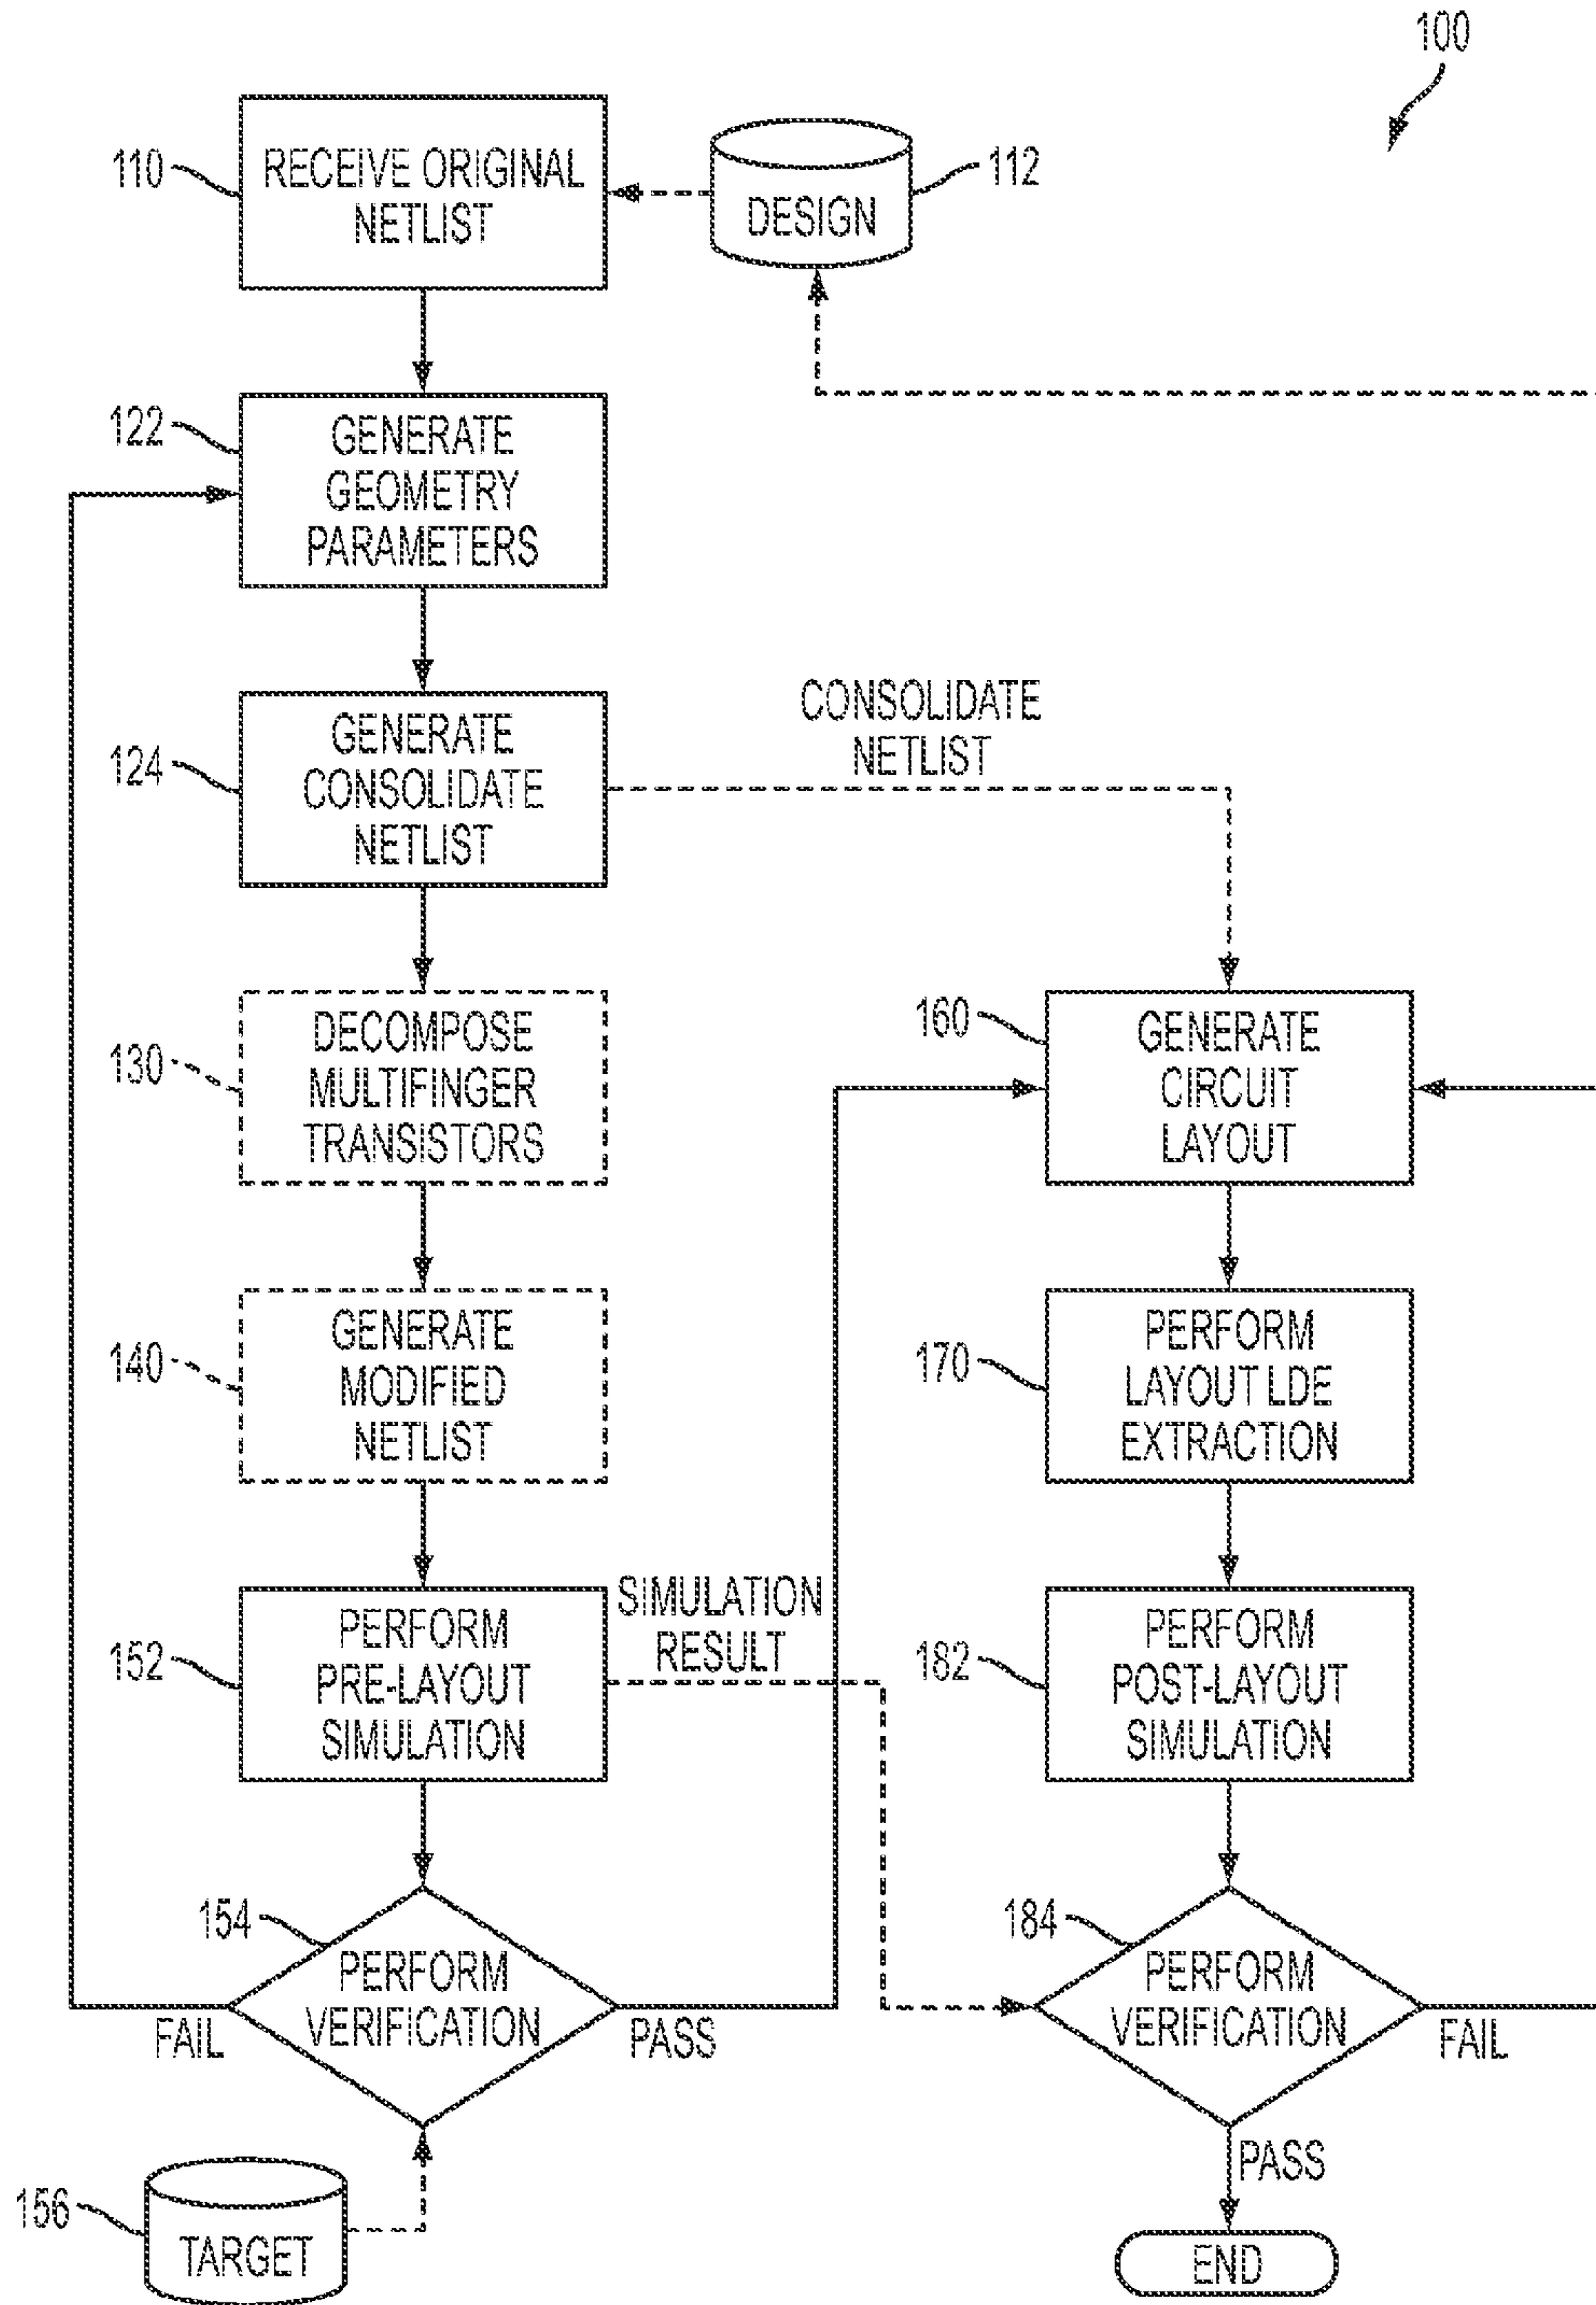 100
110
RECEIVE ORIGINAL
NETLIST
DESIGN
112
122
GENERATE
GEOMETRY
PARAMETERS
124
GENERATE
CONSOLIDATE
NETLIST
CONSOLIDATE
NETLIST
130
DECOMPOSE
MULTIFINGER
TRANSISTORS
160
GENERATE
CIRCUIT
LAYOUT
140
GENERATE
MODIFIED
NETLIST
170
PERFORM
LAYOUT LDE
EXTRACTION
152
PERFORM
PRE-LAYOUT
SIMULATION
SIMULATION
RESULT
182
PERFORM
POST-LAYOUT
SIMULATION
154
PERFORM
VERIFICATION
FAIL
PASS
184
PERFORM
VERIFICATION
FAIL
PASS
156
TARGET
END